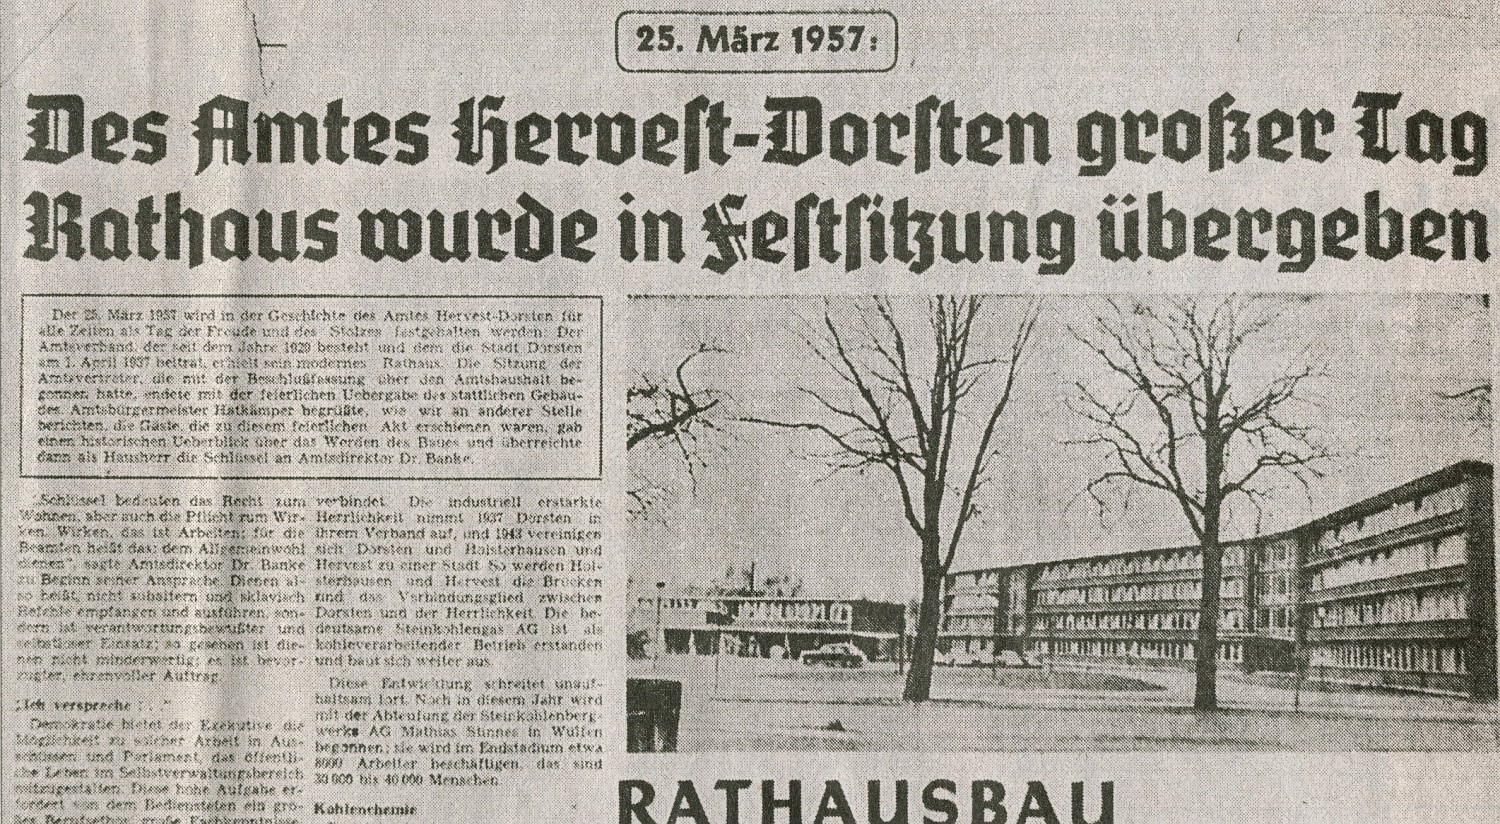 25. März 1957:
Des Amtes Hervest-Dorsten großer Tag
Rathaus wurde in Festsitzung übergeben
Der 25. März 1957 wird in der Geschichte des Amtes Hervest-Dorsten für
alle Zeiten als Tag der Freude und des Stolzes festgehalten werden: Der
Amtsverband, der seit dem Jahre 1929 besteht und dem die Stadt Dorsten
am 1. April 1937 beitrat, erhielt sein modernes Rathaus. Die Sitzung der
Amtsvertreter, die mit der Beschlußfassung über den Amtshaushalt be-
gonnen hatte, endete mit der feierlichen Uebergabe des stattlichen Gebäu-
des. Amtsbürgermeister Hatkämper begrüßte, wie wir an anderer Stelle
berichten, die Gäste, die zu diesem feierlichen Akt erschienen waren, gab
einen historischen Ueberblick über das Werden des Baues und überreichte
dann als Hausherr die Schlüssel an Amtsdirektor Dr. Banke.
„Schlüssel bedeuten das Recht zum
Wohnen, aber auch die Pflicht zum Wir-
ken. Wirken, das ist Arbeiten; für die
Beamten heißt das: dem Allgemeinwohl
dienen", sagte Amtsdirektor Dr. Banke
zu Beginn seiner Ansprache. Dienen al-
so heißt, nicht subaltern und sklavisch
Befehle empfangen und ausführen, son-
dern ist verantwortungsbewußter und
selbstloser Einsatz; so gesehen ist die-
nen nicht minderwertig; es ist bevor-
zugter, ehrenvoller Auftrag.
„Ich verspreche . . ."
Demokratie bietet der Exekutive die
Möglichkeit zu solcher Arbeit in Aus-
schüssen und Parlament, das öffentli-
che Leben im Selbstverwaltungsbereich
mitzugestalten. Diese hohe Aufgabe er-
fordert von dem Bediensteten ein gro-
ßes Berufsethos, große Fachkenntnisse,
verbindet. Die industriell erstarkte
Herrlichkeit nimmt 1937 Dorsten in
ihrem Verband auf, und 1943 vereinigen
sich Dorsten und Holsterhausen und
Hervest zu einer Stadt. So werden Hol-
sterhausen und Hervest die Brücken
und das Verbindungsglied zwischen
Dorsten und der Herrlichkeit. Die be-
deutsame Steinkohlengas AG ist als
kohleverarbeitender Betrieb erstanden
und baut sich weiter aus.
Diese Entwicklung schreitet unauf-
haltsam fort. Noch in diesem Jahr wird
mit der Abteufung der Steinkohlenberg-
werks AG Mathias Stinnes in Wulfen
begonnen; sie wird im Endstadium etwa
8000 Arbeiter beschäftigen, das sind
30 000 bis 40 000 Menschen.
Kohlenchemie
RATHAUSBAU